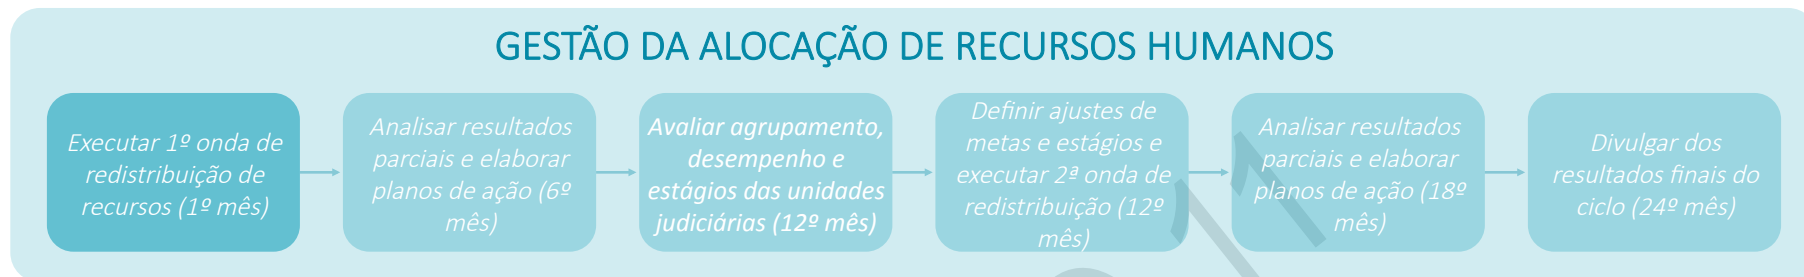 GESTÃO DA ALOCAÇÃO DE RECURSOS HUMANOS
Executar 1º onda de
redistribuição de
recursos (1º mês)
Analisar resultados
parciais e elaborar
planos de ação (6º
mês)
Avaliar agrupamento,
desempenho e
estágios das unidades
judiciárias (12º mês)
Definir ajustes de
metas e estágios e
executar 2ª onda de
redistribuição (12º
mês)
Analisar resultados
parciais e elaborar
planos de ação (18º
mês)
Divulgar dos
resultados finais do
ciclo (24º mês)